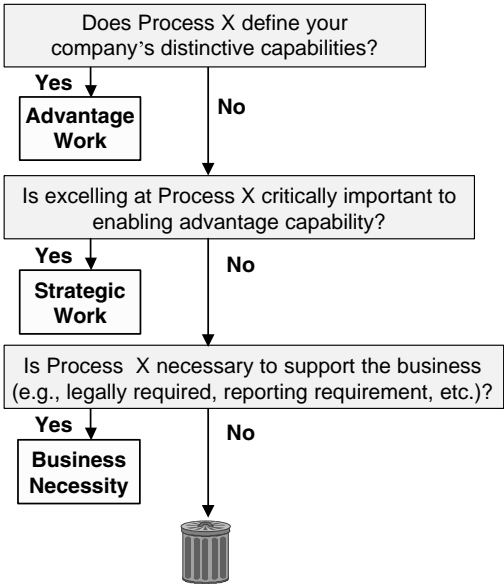 Does Process X define your
company’s distinctive capabilities?
Yes
No
Advantage
Work
Is excelling at Process X critically important to
enabling advantage capability?
Yes
No
Strategic
Work
Is Process X necessary to support the business
(e.g., legally required, reporting requirement, etc.)?
Yes
No
Business
Necessity